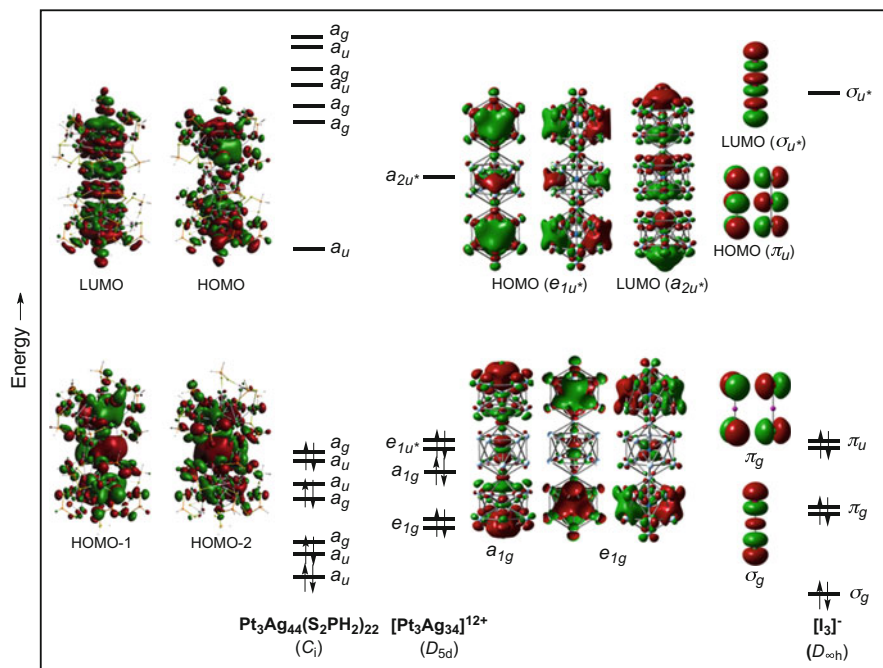 Energy →
a_g
a_u
a_g
a_u
a_g
a_g
a_u
LUMO
HOMO
a_2u*
HOMO (e_1u*)
LUMO (a_2u*)
LUMO (σ_u*)
HOMO (π_u)
σ_u*
HOMO-1
HOMO-2
a_g
a_u
a_u
a_g
a_g
a_u
a_u
e_1u*
a_1g
e_1g
a_1g
e_1g
π_g
σ_g
π_u
π_g
σ_g
Pt₃Ag₄₄(S₂PH₂)₂₂
(C_i)
[Pt₃Ag₃₄]¹²⁺
(D_5d)
[I₃]⁻
(D_∞h)